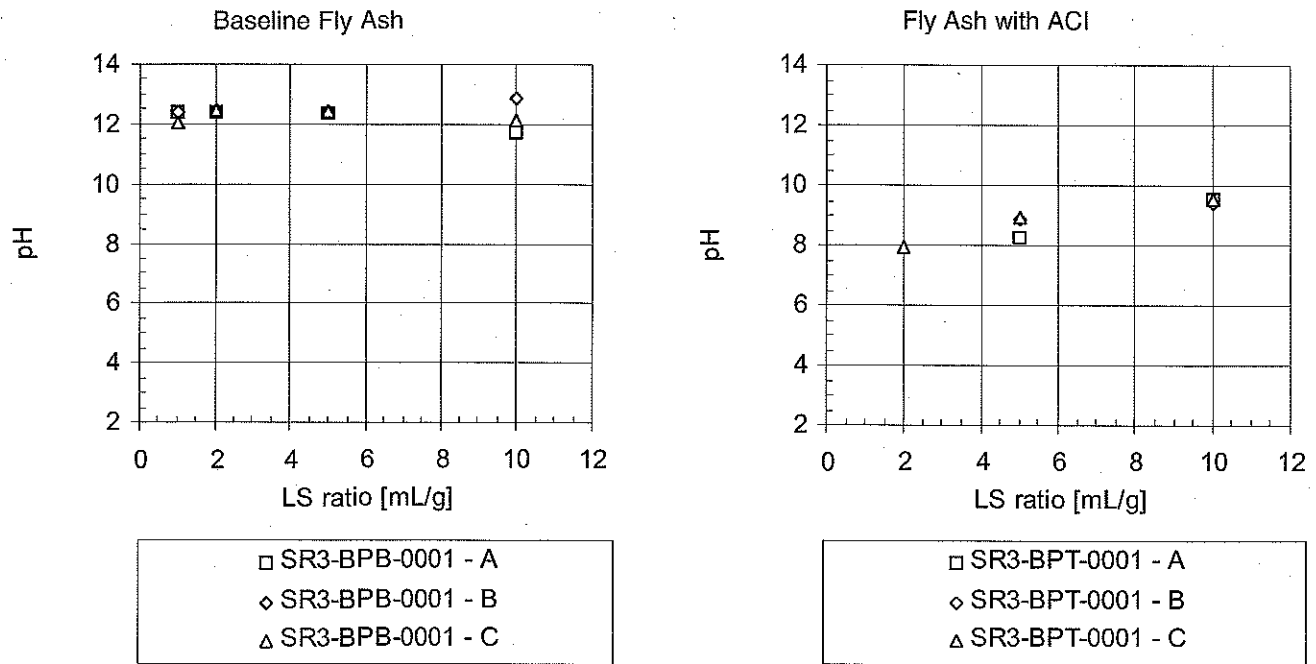 Baseline Fly Ash
14
12
10
8
6
4
2
pH
0 2 4 6 8 10 12
LS ratio [mL/g]
SR3-BPB-0001 - A
SR3-BPB-0001 - B
SR3-BPB-0001 - C
Fly Ash with ACI
14
12
10
8
6
4
2
pH
0 2 4 6 8 10 12
LS ratio [mL/g]
SR3-BPT-0001 - A
SR3-BPT-0001 - B
SR3-BPT-0001 - C